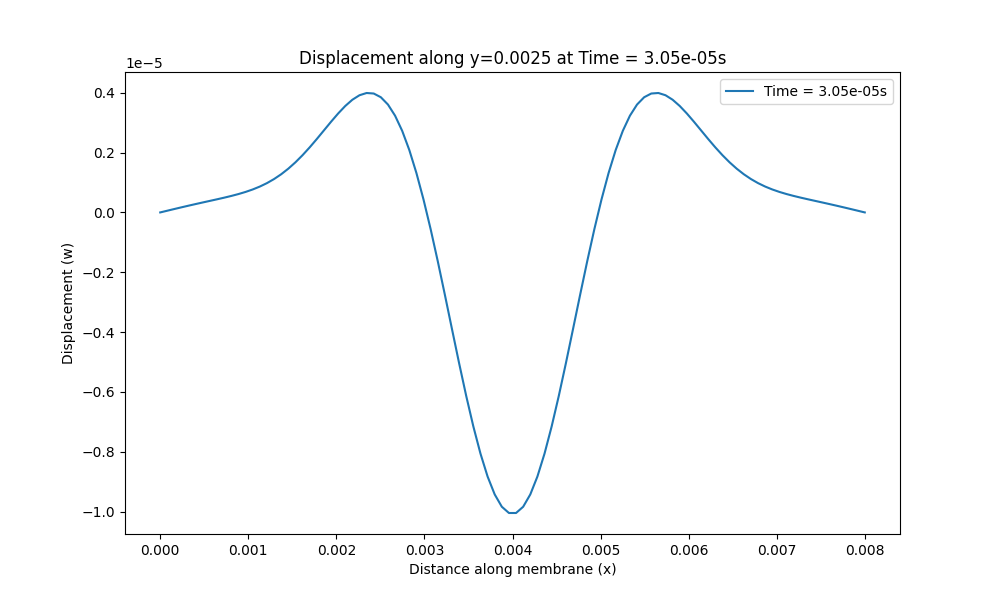 Displacement along y=0.0025 at Time = 3.05e-05s
1e−5
Time = 3.05e-05s
0.4
0.2
0.0
−0.2
−0.4
−0.6
−0.8
−1.0
Displacement (w)
0.000 0.001 0.002 0.003 0.004 0.005 0.006 0.007 0.008
Distance along membrane (x)